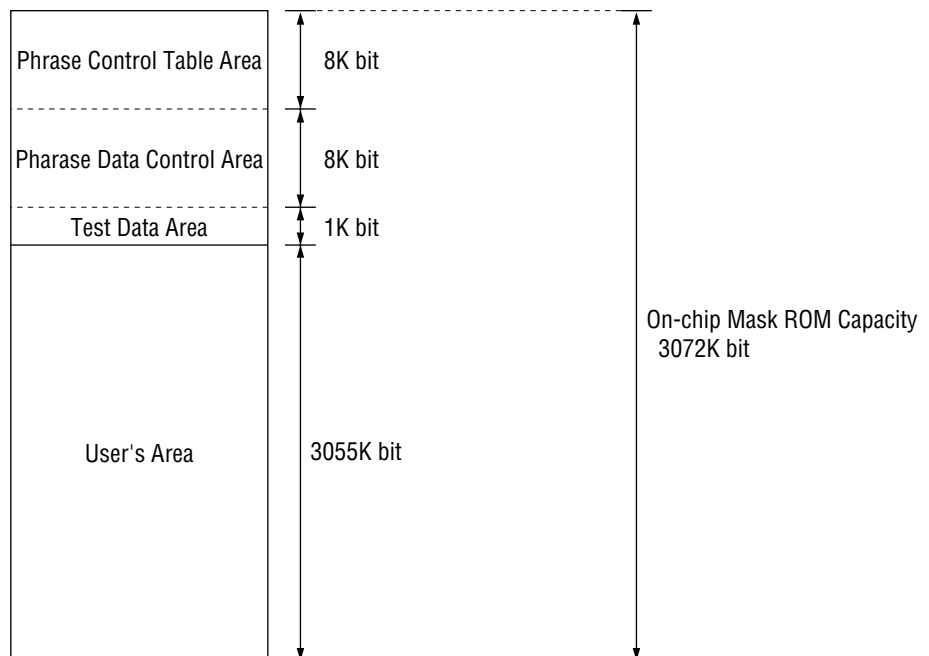 Phrase Control Table Area
8K bit
Pharase Data Control Area
8K bit
Test Data Area
1K bit
On-chip Mask ROM Capacity
3072K bit
User's Area
3055K bit